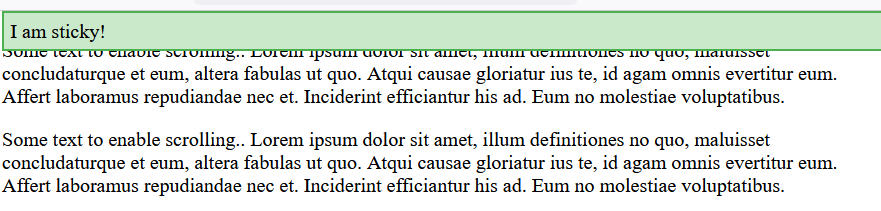 I am sticky!
Some text to enable scrolling.. Lorem ipsum dolor sit amet, illum definitiones no quo, maluisset
concludaturque et eum, altera fabulas ut quo. Atqui causae gloriatur ius te, id agam omnis evertitur eum.
Affert laboramus repudiandae nec et. Inciderint efficiantur his ad. Eum no molestiae voluptatibus.
Some text to enable scrolling.. Lorem ipsum dolor sit amet, illum definitiones no quo, maluisset
concludaturque et eum, altera fabulas ut quo. Atqui causae gloriatur ius te, id agam omnis evertitur eum.
Affert laboramus repudiandae nec et. Inciderint efficiantur his ad. Eum no molestiae voluptatibus.